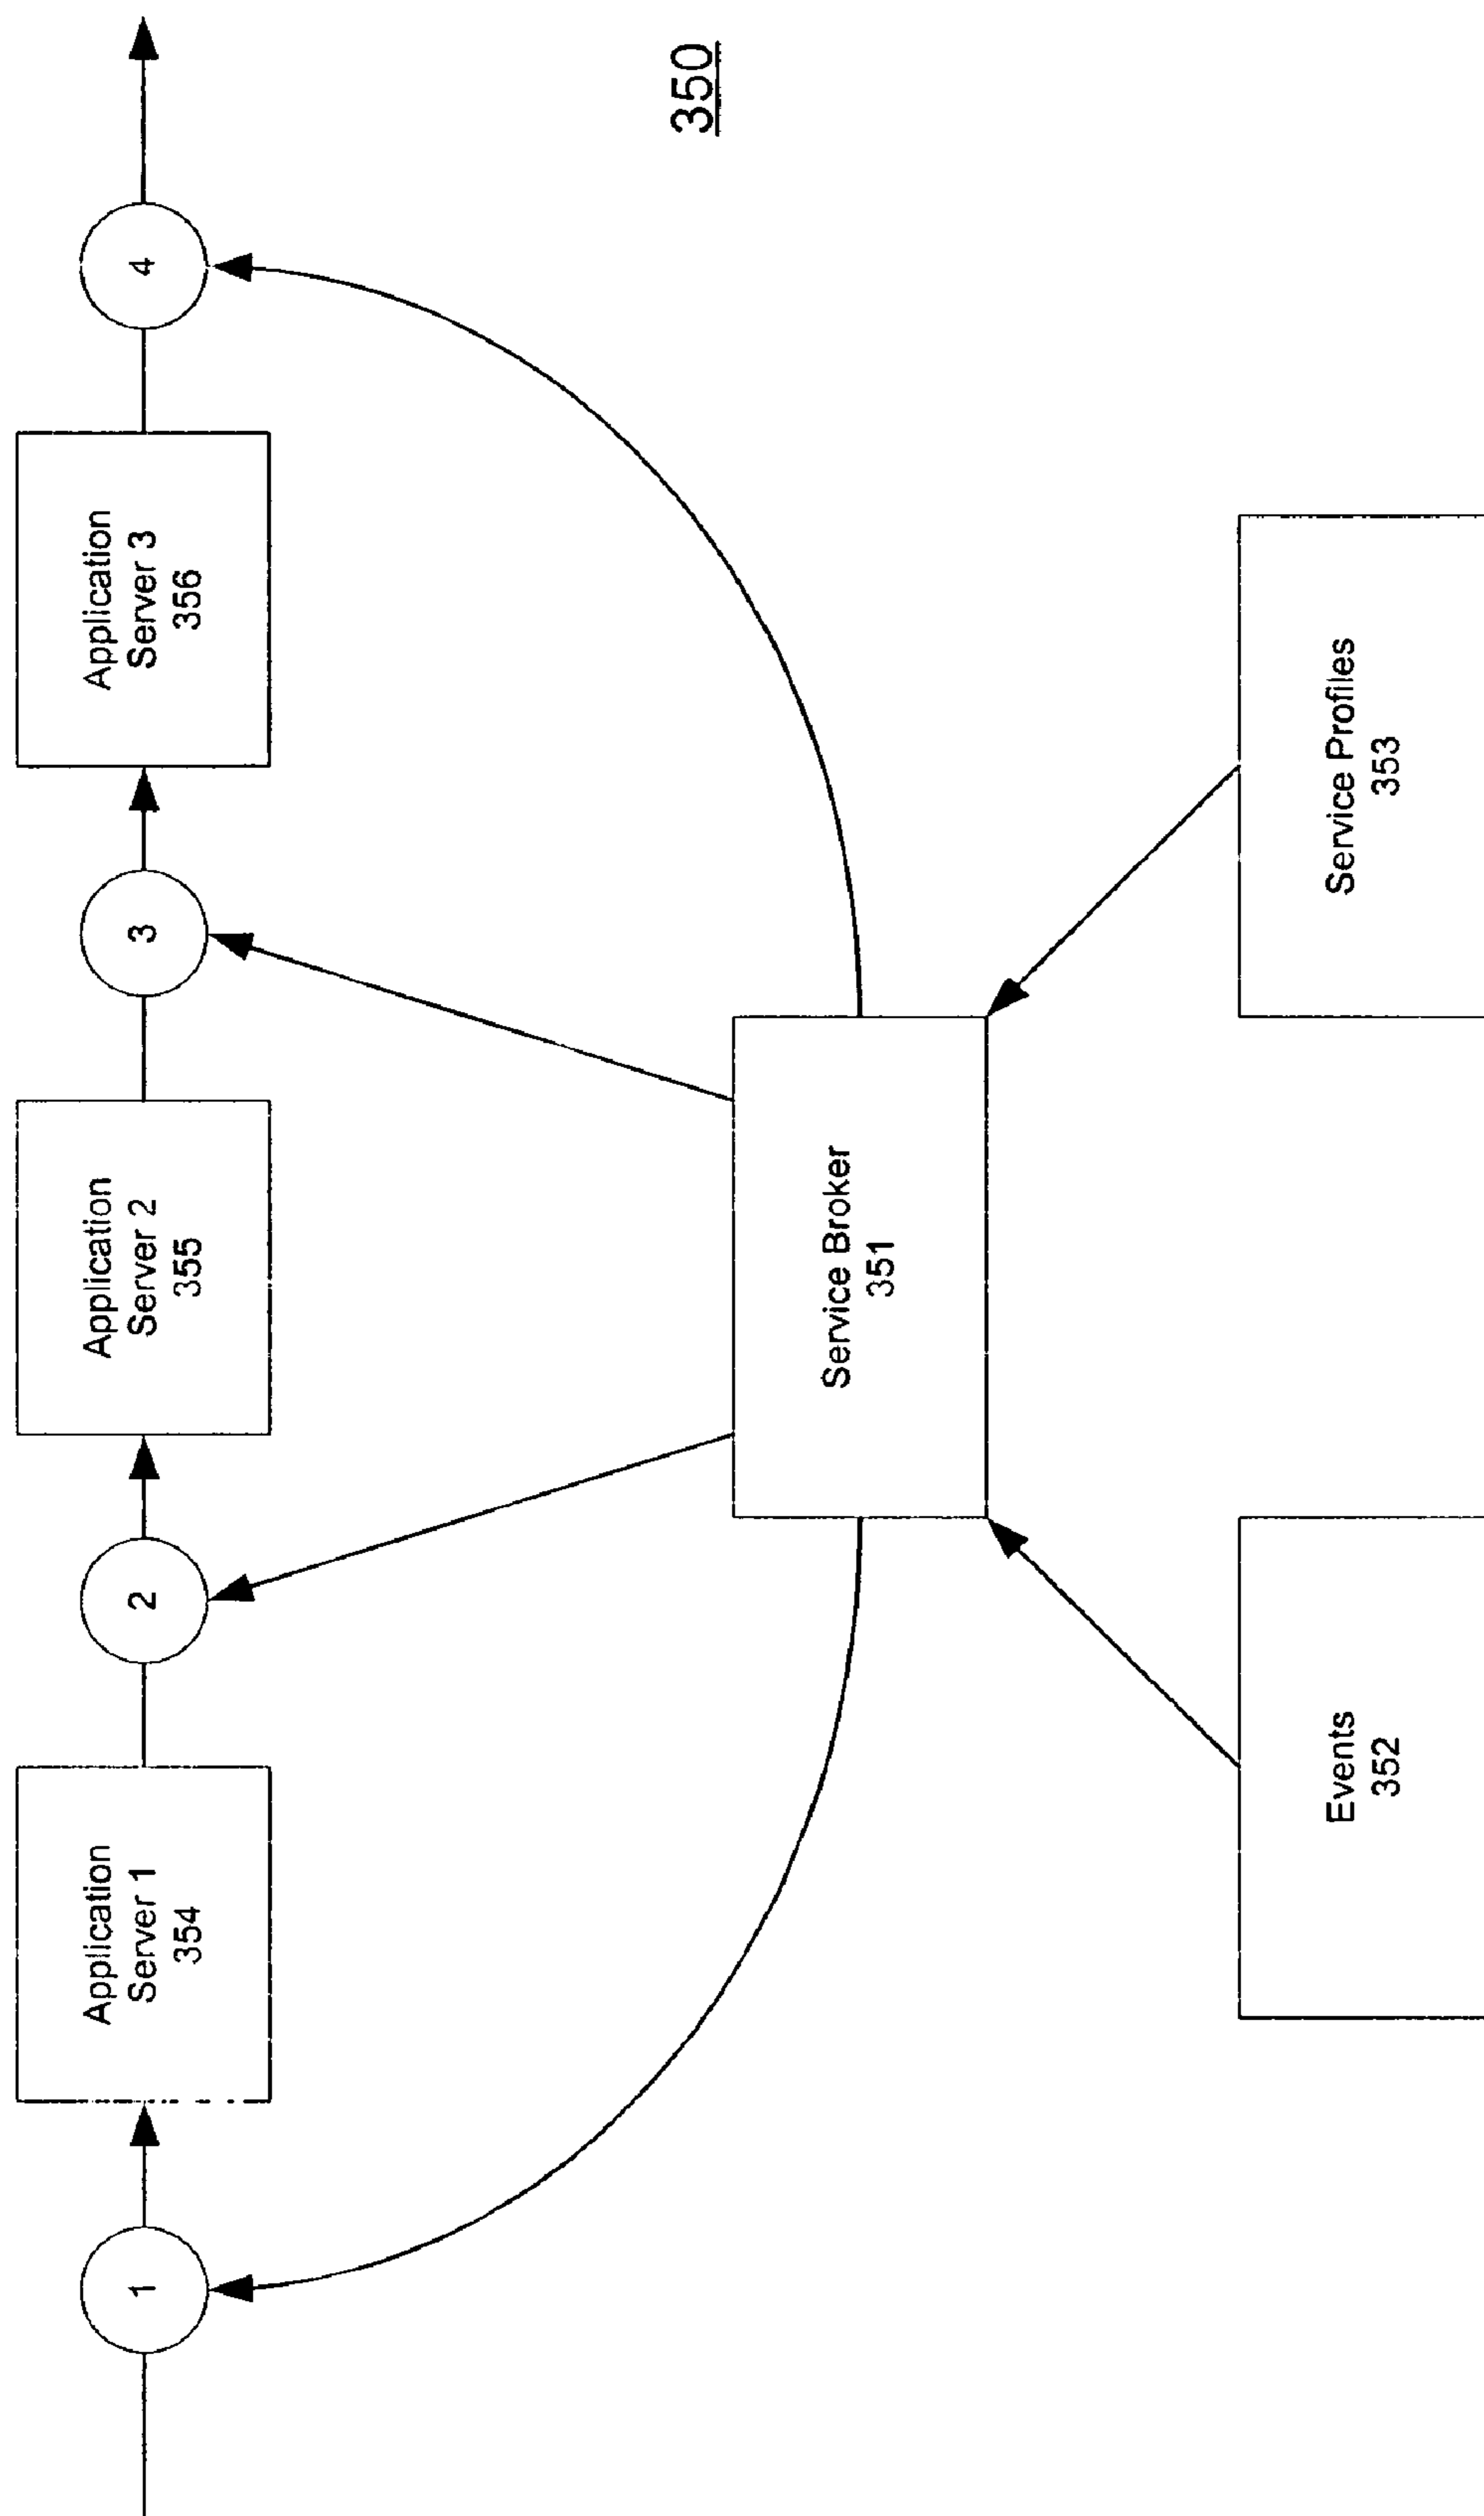 1
Application
Server 1
354
2
Application
Server 2
355
3
Application
Server 3
356
4
350
Service Broker
351
Events
352
Service Profiles
353